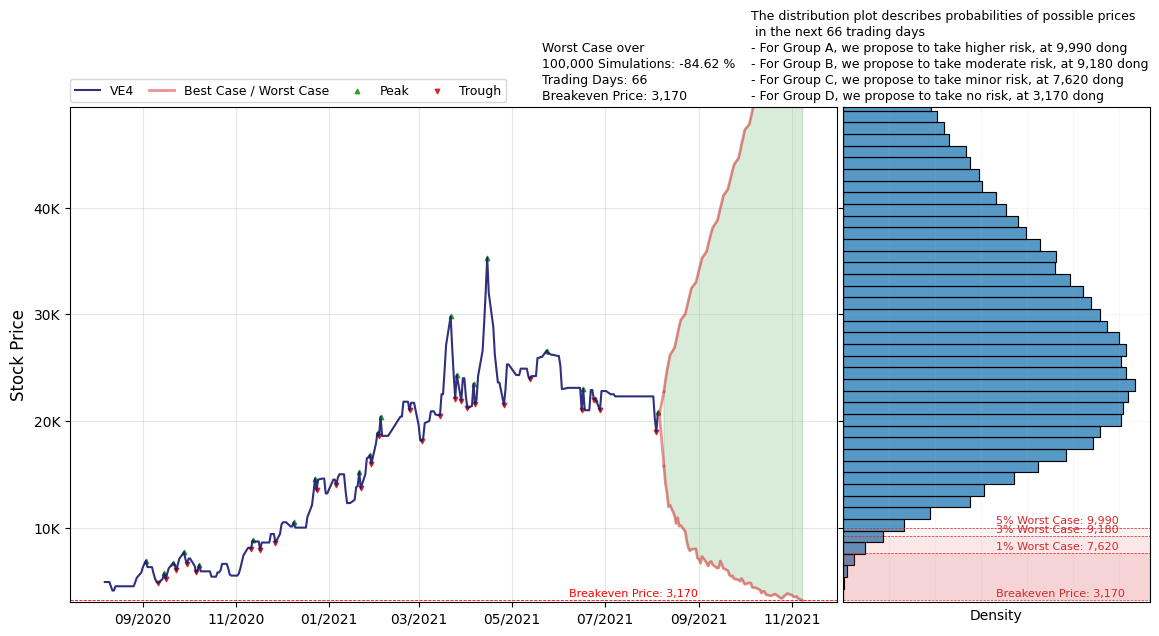 The distribution plot describes probabilities of possible prices
in the next 66 trading days
- For Group A, we propose to take higher risk, at 9,990 dong
- For Group B, we propose to take moderate risk, at 9,180 dong
- For Group C, we propose to take minor risk, at 7,620 dong
- For Group D, we propose to take no risk, at 3,170 dong
Worst Case over
100,000 Simulations: -84.62 %
Trading Days: 66
Breakeven Price: 3,170
VE4
Best Case / Worst Case
Peak
Trough
Stock Price
40K
30K
20K
10K
Breakeven Price: 3,170
09/2020
11/2020
01/2021
03/2021
05/2021
07/2021
09/2021
11/2021
5% Worst Case: 9,990
3% Worst Case: 9,180
1% Worst Case: 7,620
Breakeven Price: 3,170
Density